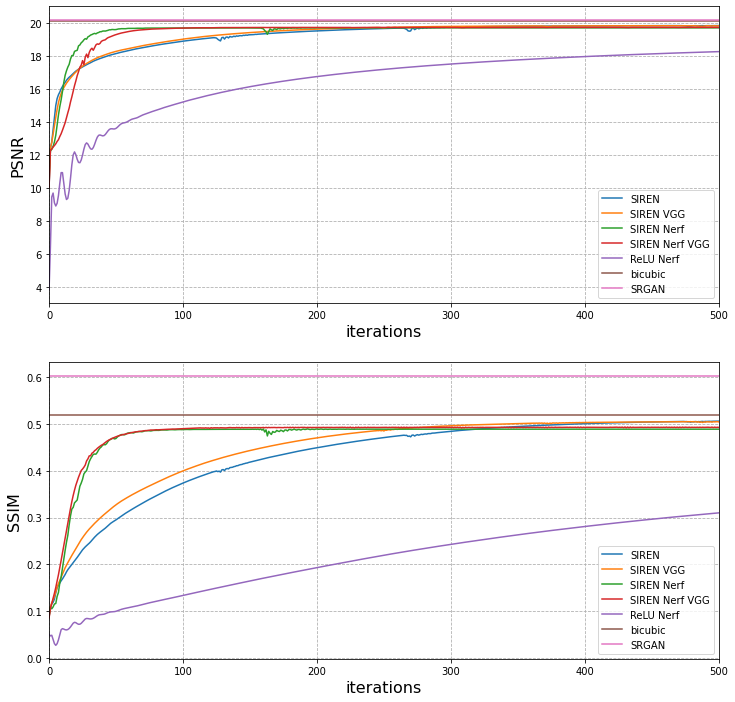 20
18
16
14
12
10
8
6
4
PSNR
SIREN
SIREN VGG
SIREN Nerf
SIREN Nerf VGG
ReLU Nerf
bicubic
SRGAN
0 100 200 300 400 500
iterations
0.6
0.5
0.4
0.3
0.2
0.1
0.0
SSIM
SIREN
SIREN VGG
SIREN Nerf
SIREN Nerf VGG
ReLU Nerf
bicubic
SRGAN
0 100 200 300 400 500
iterations